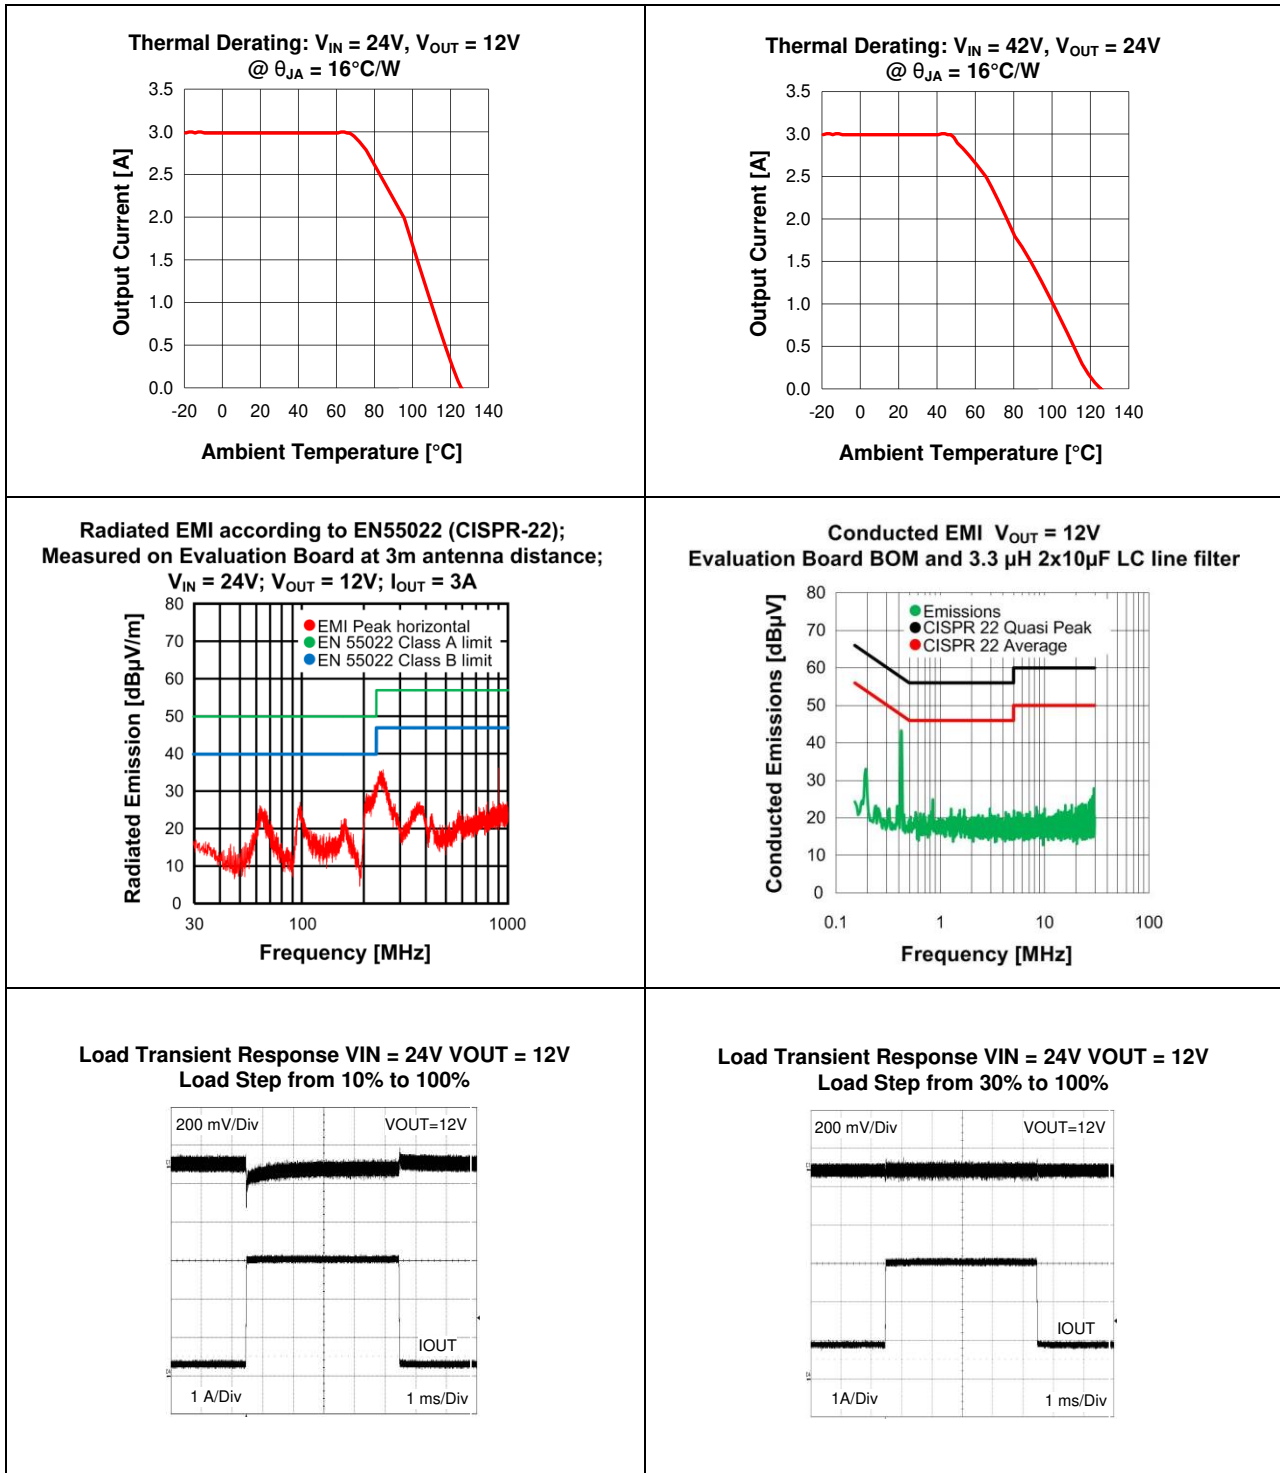 Thermal Derating: VIN = 24V, VOUT = 12V
@ θJA = 16°C/W
3.5
3.0
2.5
2.0
1.5
1.0
0.5
0.0
Output Current [A]
-20 0 20 40 60 80 100 120 140
Ambient Temperature [°C]
Thermal Derating: VIN = 42V, VOUT = 24V
@ θJA = 16°C/W
3.5
3.0
2.5
2.0
1.5
1.0
0.5
0.0
Output Current [A]
-20 0 20 40 60 80 100 120 140
Ambient Temperature [°C]
Radiated EMI according to EN55022 (CISPR-22);
Measured on Evaluation Board at 3m antenna distance;
VIN = 24V; VOUT = 12V; IOUT = 3A
80
70
60
50
40
30
20
10
0
Radiated Emission [dBµV/m]
EMI Peak horizontal
EN 55022 Class A limit
EN 55022 Class B limit
30 100 1000
Frequency [MHz]
Conducted EMI VOUT = 12V
Evaluation Board BOM and 3.3 µH 2x10µF LC line filter
80
70
60
50
40
30
20
10
0
Conducted Emissions [dBµV]
Emissions
CISPR 22 Quasi Peak
CISPR 22 Average
0.1 1 10 100
Frequency [MHz]
Load Transient Response VIN = 24V VOUT = 12V
Load Step from 10% to 100%
200 mV/Div VOUT=12V
IOUT
1 A/Div 1 ms/Div
Load Transient Response VIN = 24V VOUT = 12V
Load Step from 30% to 100%
200 mV/Div VOUT=12V
IOUT
1A/Div 1 ms/Div